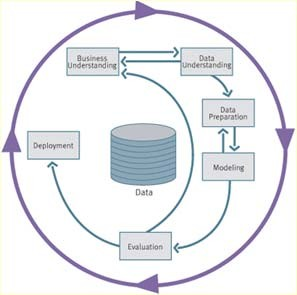 Business
Understanding
Data
Understanding
Data
Preparation
Modeling
Deployment
Data
Evaluation